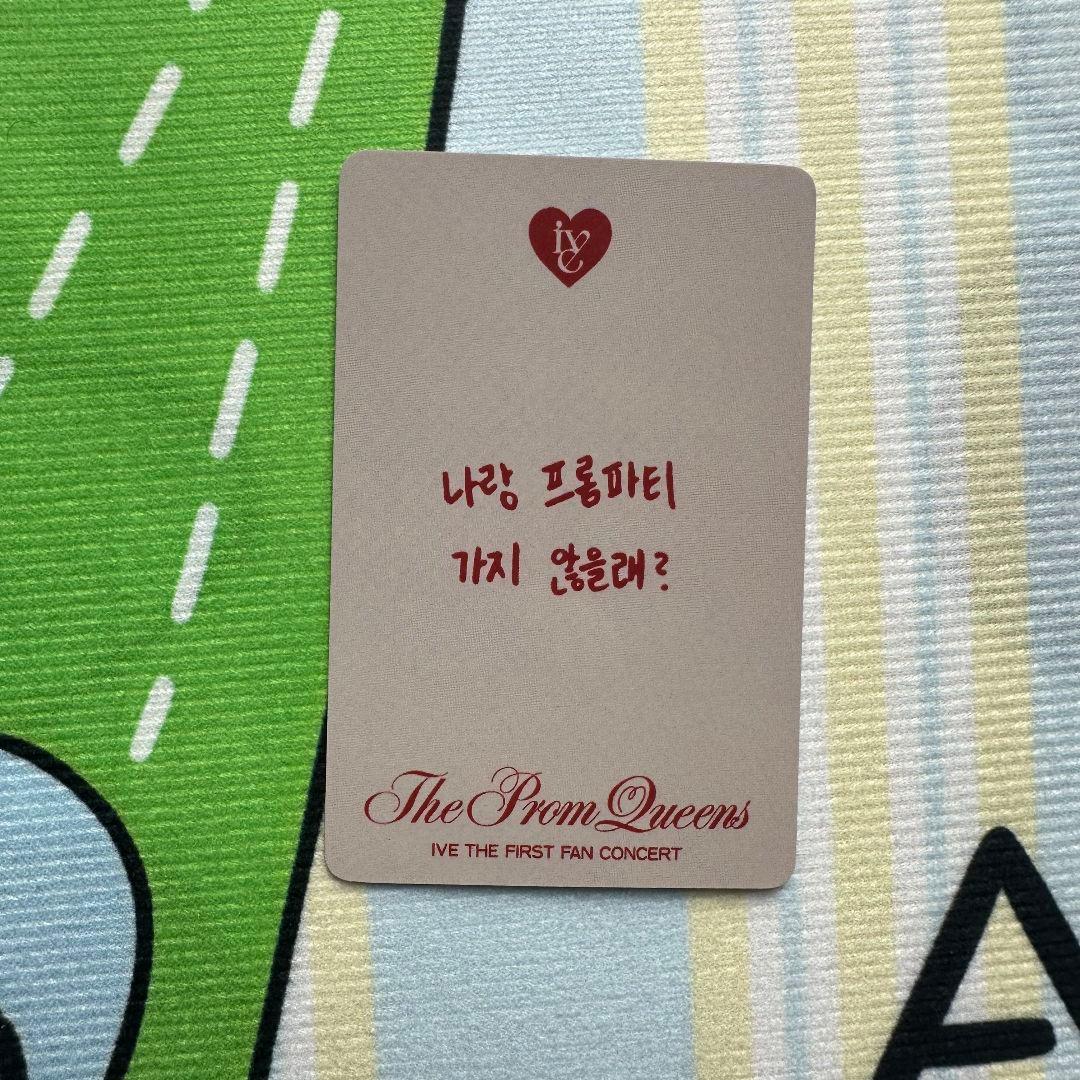 ive
나랑 프롬파티
가지 않을래?
The Prom Queens
IVE THE FIRST FAN CONCERT
A